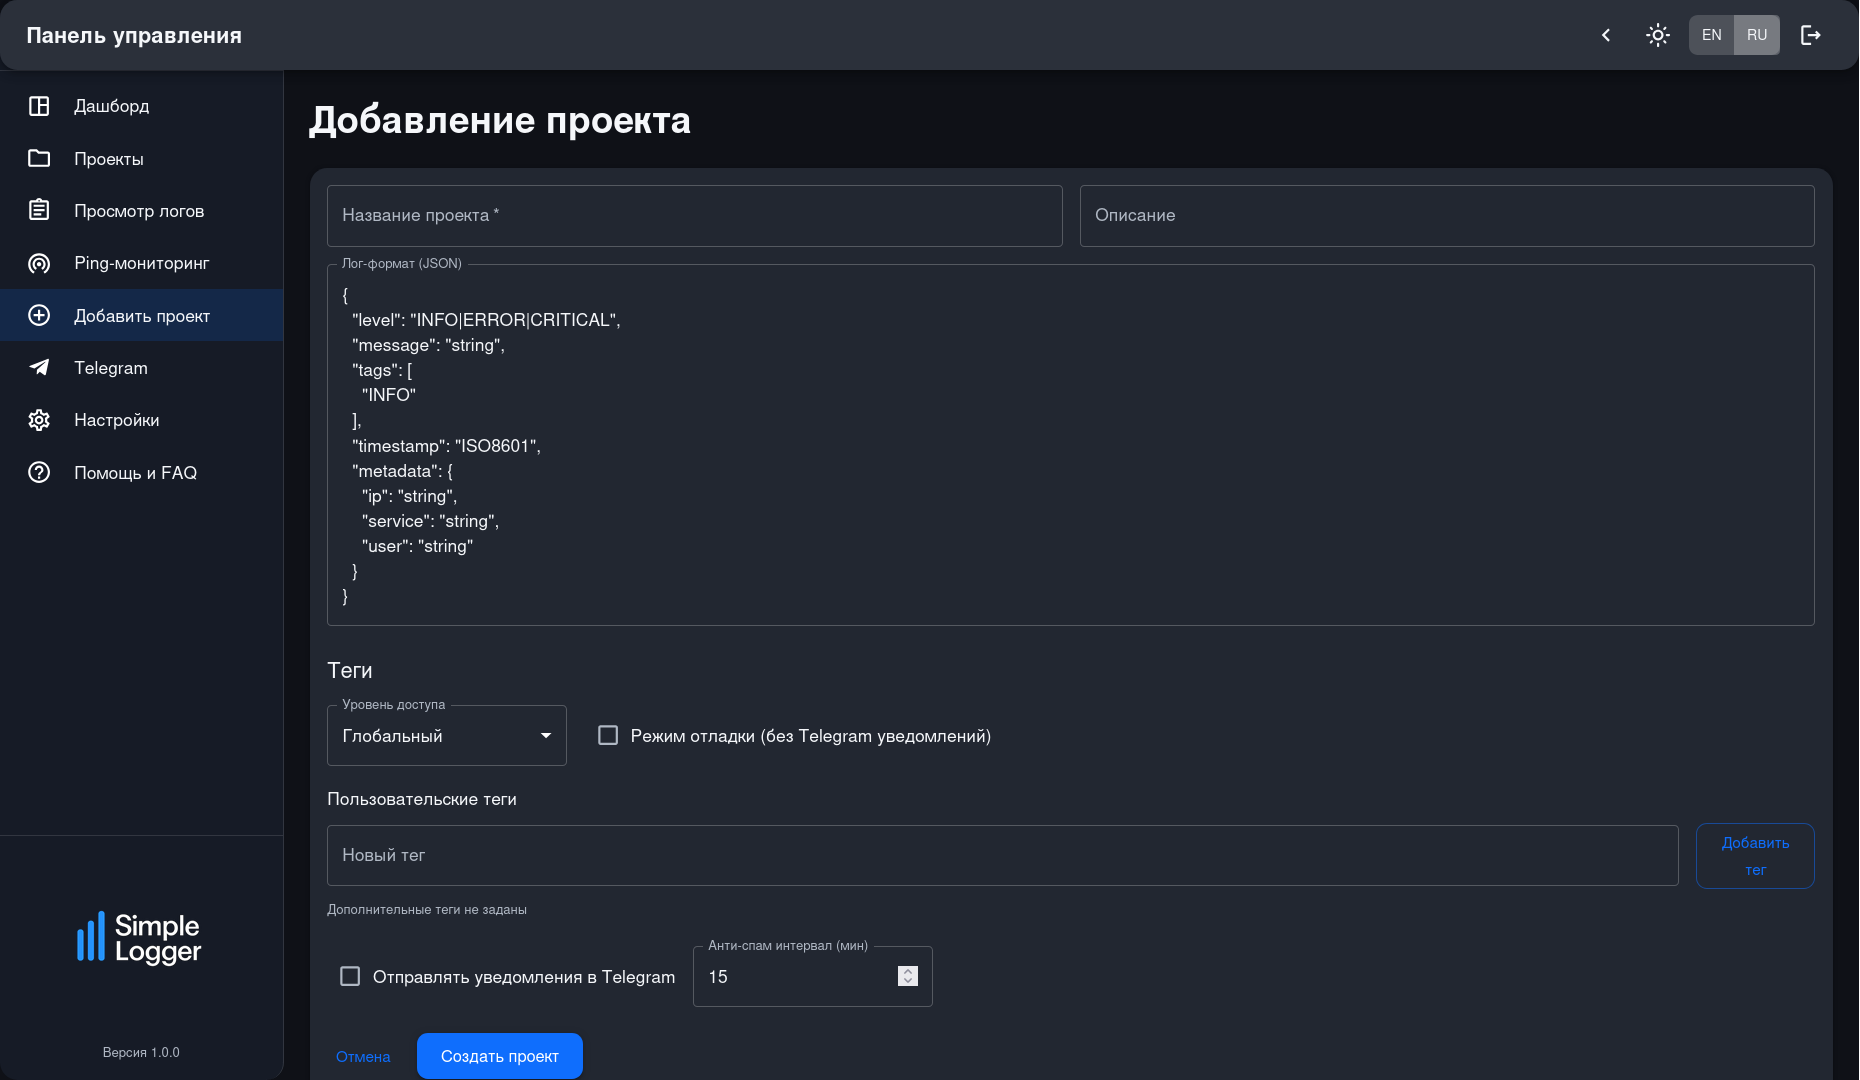 Панель управления
EN
RU
Дашборд
Проекты
Просмотр логов
Ping-мониторинг
Добавить проект
Telegram
Настройки
Помощь и FAQ
Simple
Logger
Версия 1.0.0
Добавление проекта
Название проекта *
Описание
Лог-формат (JSON)
{
  "level": "INFO|ERROR|CRITICAL",
  "message": "string",
  "tags": [
    "INFO"
  ],
  "timestamp": "ISO8601",
  "metadata": {
    "ip": "string",
    "service": "string",
    "user": "string"
  }
}
Теги
Уровень доступа
Глобальный
Режим отладки (без Telegram уведомлений)
Пользовательские теги
Новый тег
Добавить
тег
Дополнительные теги не заданы
Отправлять уведомления в Telegram
Анти-спам интервал (мин)
15
Отмена
Создать проект